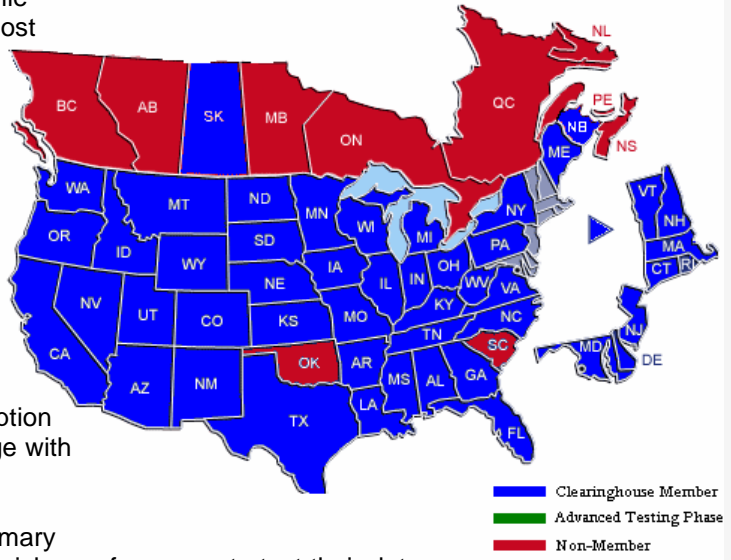 nic
ost
NL
BC
AB
SK
MB
ON
QC
PE
NB
NS
ME
WA
MT
ND
MN
WI
MI
NY
VT
NH
MA
CT
RI
OR
ID
WY
SD
IA
NE
IL
IN
OH
PA
WV
VA
NJ
MD
DE
NV
UT
CO
KS
MO
KY
NC
TN
SC
CA
AZ
NM
OK
AR
MS
AL
GA
LA
TX
FL
otion
ge with
Clearinghouse Member
Advanced Testing Phase
Non-Member
mary